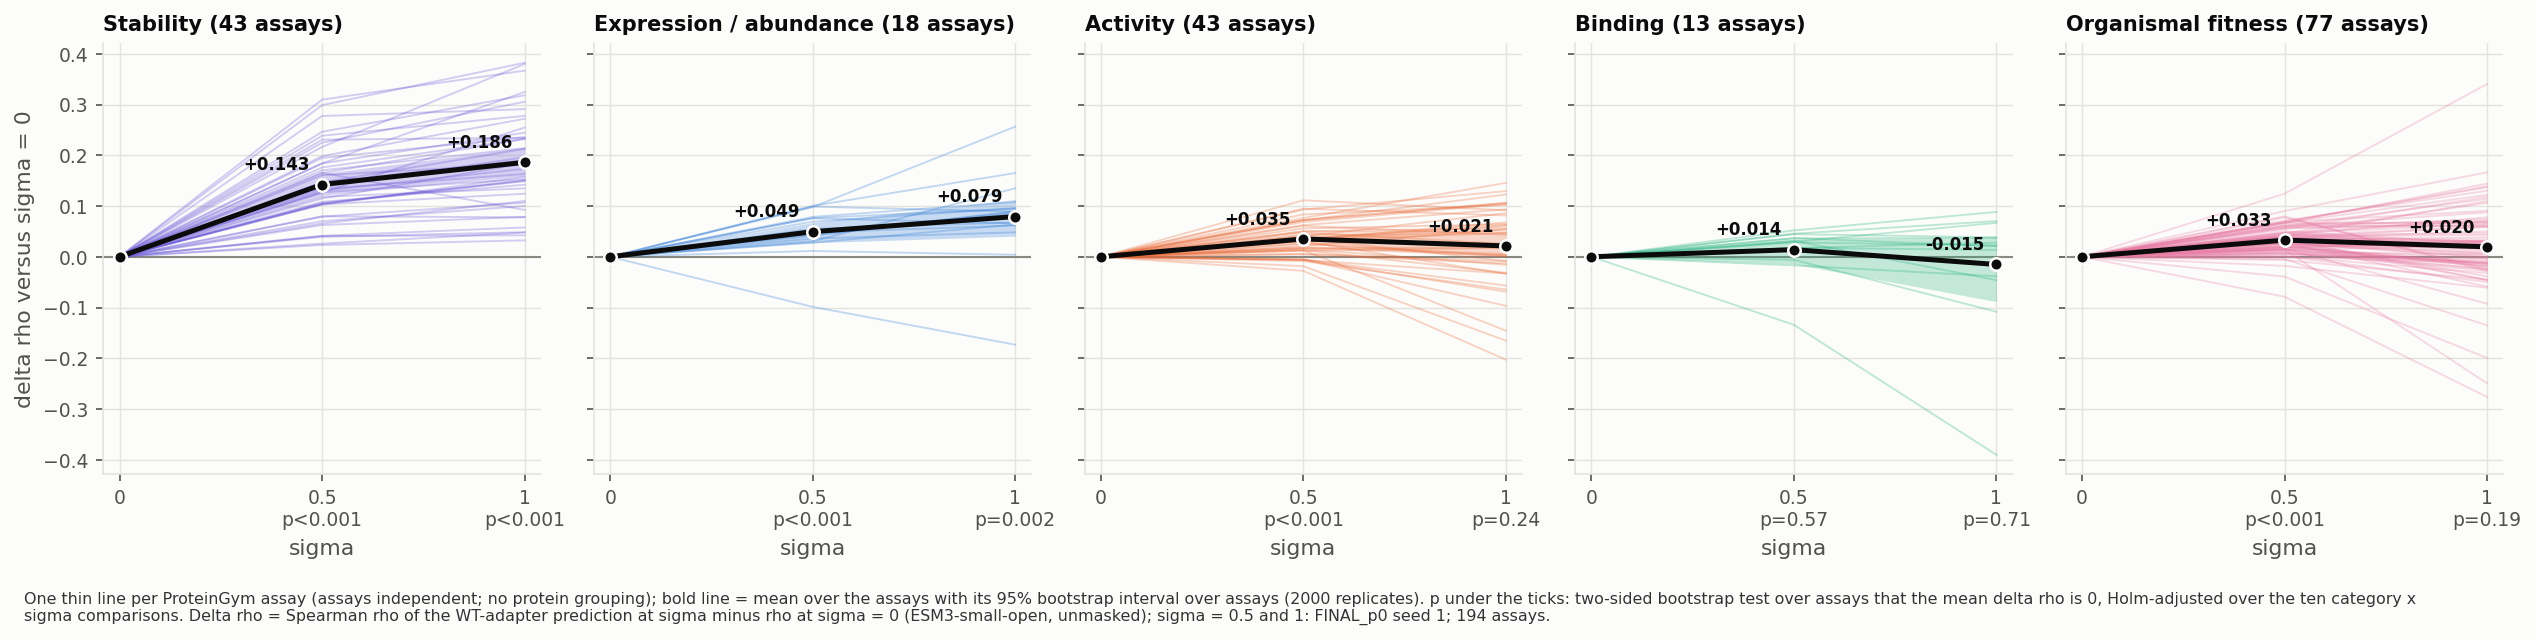 Stability (43 assays)
Expression / abundance (18 assays)
Activity (43 assays)
Binding (13 assays)
Organismal fitness (77 assays)
delta rho versus sigma = 0
0.4
0.3
0.2
0.1
0.0
−0.1
−0.2
−0.3
−0.4
+0.143
+0.186
+0.049
+0.079
+0.035
+0.021
+0.014
-0.015
+0.033
+0.020
0
0.5
p<0.001
1
p<0.001
sigma
0
0.5
p<0.001
1
p=0.002
sigma
0
0.5
p<0.001
1
p=0.24
sigma
0
0.5
p=0.57
1
p=0.71
sigma
0
0.5
p<0.001
1
p=0.19
sigma
One thin line per ProteinGym assay (assays independent; no protein grouping); bold line = mean over the assays with its 95% bootstrap interval over assays (2000 replicates). p under the ticks: two-sided bootstrap test over assays that the mean delta rho is 0, Holm-adjusted over the ten category x
sigma comparisons. Delta rho = Spearman rho of the WT-adapter prediction at sigma minus rho at sigma = 0 (ESM3-small-open, unmasked); sigma = 0.5 and 1: FINAL_p0 seed 1; 194 assays.